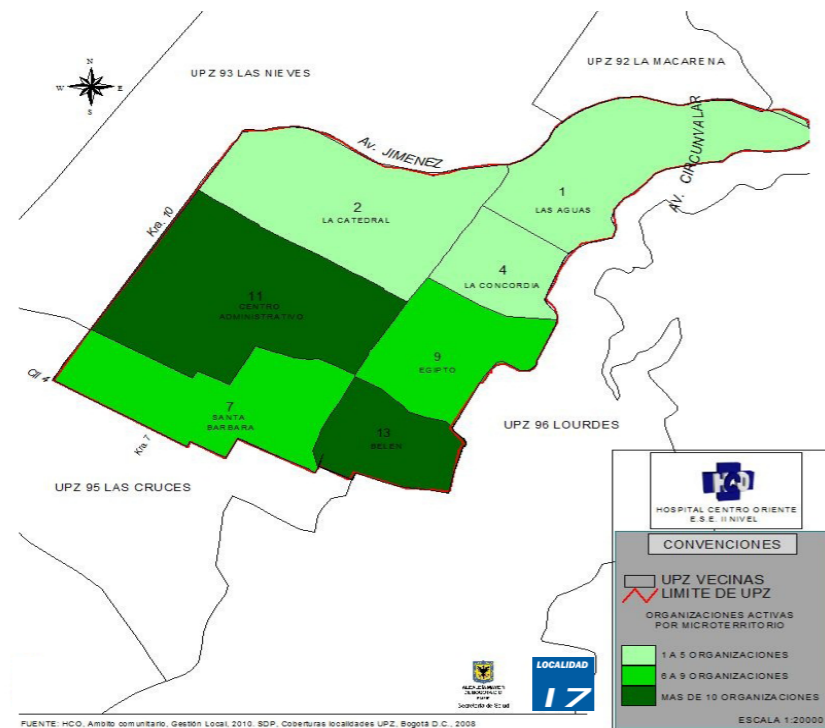 UPZ 92 LA MACARENA
UPZ 93 LAS NIEVES
N
W E
S
Av. JIMENEZ
AV. CIRCUNVALAR
1
LAS AGUAS
2
LA CATEDRAL
Kra. 10
4
LA CONCORDIA
11
CENTRO
ADMINISTRATIVO
9
EGIPTO
Cll 4
7
SANTA
BARBARA
13
BELEN
Kra. 7
UPZ 96 LOURDES
UPZ 95 LAS CRUCES
HCO
HOSPITAL CENTRO ORIENTE
E.S.E. II NIVEL
CONVENCIONES
UPZ VECINAS
LIMITE DE UPZ
ORGANIZACIONES ACTIVAS
POR MICROTERRITORIO
1 A 5 ORGANIZACIONES
6 A 9 ORGANIZACIONES
MAS DE 10 ORGANIZACIONES
ESCALA 1:20000
LOCALIDAD
17
Secretaría de Salud
FUENTE: HCO. Ambito comunitario. Gestión Local, 2010. SDP, Coberturas localidades UPZ, Bogotá D.C., 2008